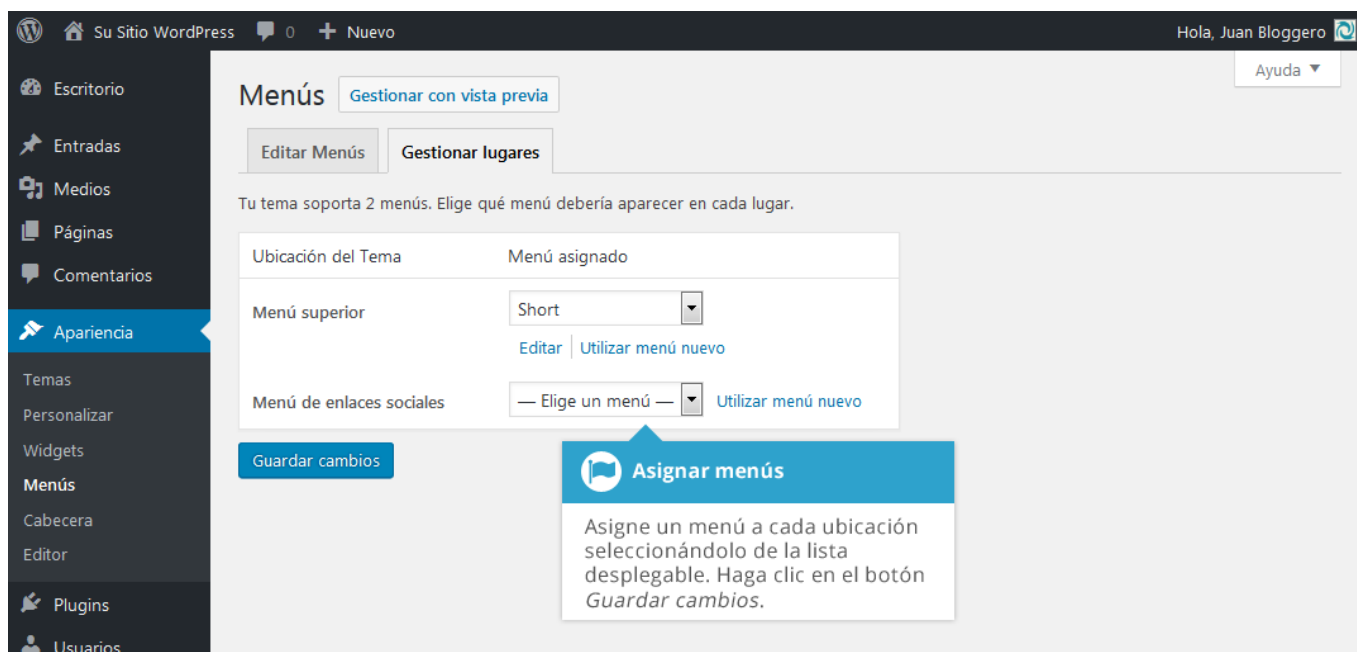 Su Sitio WordPress 0 + Nuevo Hola, Juan Bloggero
Ayuda
Escritorio
Entradas
Medios
Páginas
Comentarios
Apariencia
Temas
Personalizar
Widgets
Menús
Cabecera
Editor
Plugins
Usuarios
Menús Gestionar con vista previa
Editar Menús Gestionar lugares
Tu tema soporta 2 menús. Elige qué menú debería aparecer en cada lugar.
Ubicación del Tema Menú asignado
Menú superior Short
Editar Utilizar menú nuevo
Menú de enlaces sociales — Elige un menú — Utilizar menú nuevo
Guardar cambios
Asignar menús
Asigne un menú a cada ubicación
seleccionándolo de la lista
desplegable. Haga clic en el botón
Guardar cambios.